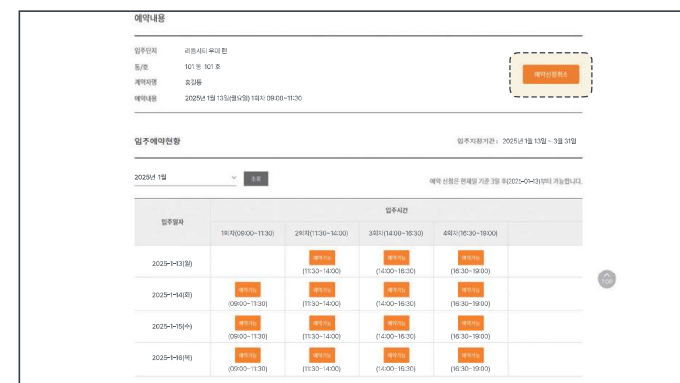 예약내용
입주단지 리첸시티 우미린
동/호 101 동 101 호
계약자명 홍길동
예약내용 2025년 1월 13일(월요일) 1회차 09:00~11:30
예약신청취소
입주예약현황 입주지정기간 : 2025년 1월 13일 ~ 3월 31일
2025년 1월 조회 예약 신청은 현재일 기준 3일 후(2025-01-13)부터 가능합니다.
입주일자 입주시간
1회차(09:00~11:30) 2회차(11:30~14:00) 3회차(14:00~16:30) 4회차(16:30~19:00)
2025-1-13(월) 예약가능 예약가능 예약가능
(11:30~14:00) (14:00~16:30) (16:30~19:00)
2025-1-14(화) 예약가능 예약가능 예약가능 예약가능
(09:00~11:30) (11:30~14:00) (14:00~16:30) (16:30~19:00)
2025-1-15(수) 예약가능 예약가능 예약가능 예약가능
(09:00~11:30) (11:30~14:00) (14:00~16:30) (16:30~19:00)
2025-1-16(목) 예약가능 예약가능 예약가능 예약가능
(09:00~11:30) (11:30~14:00) (14:00~16:30) (16:30~19:00)
TOP